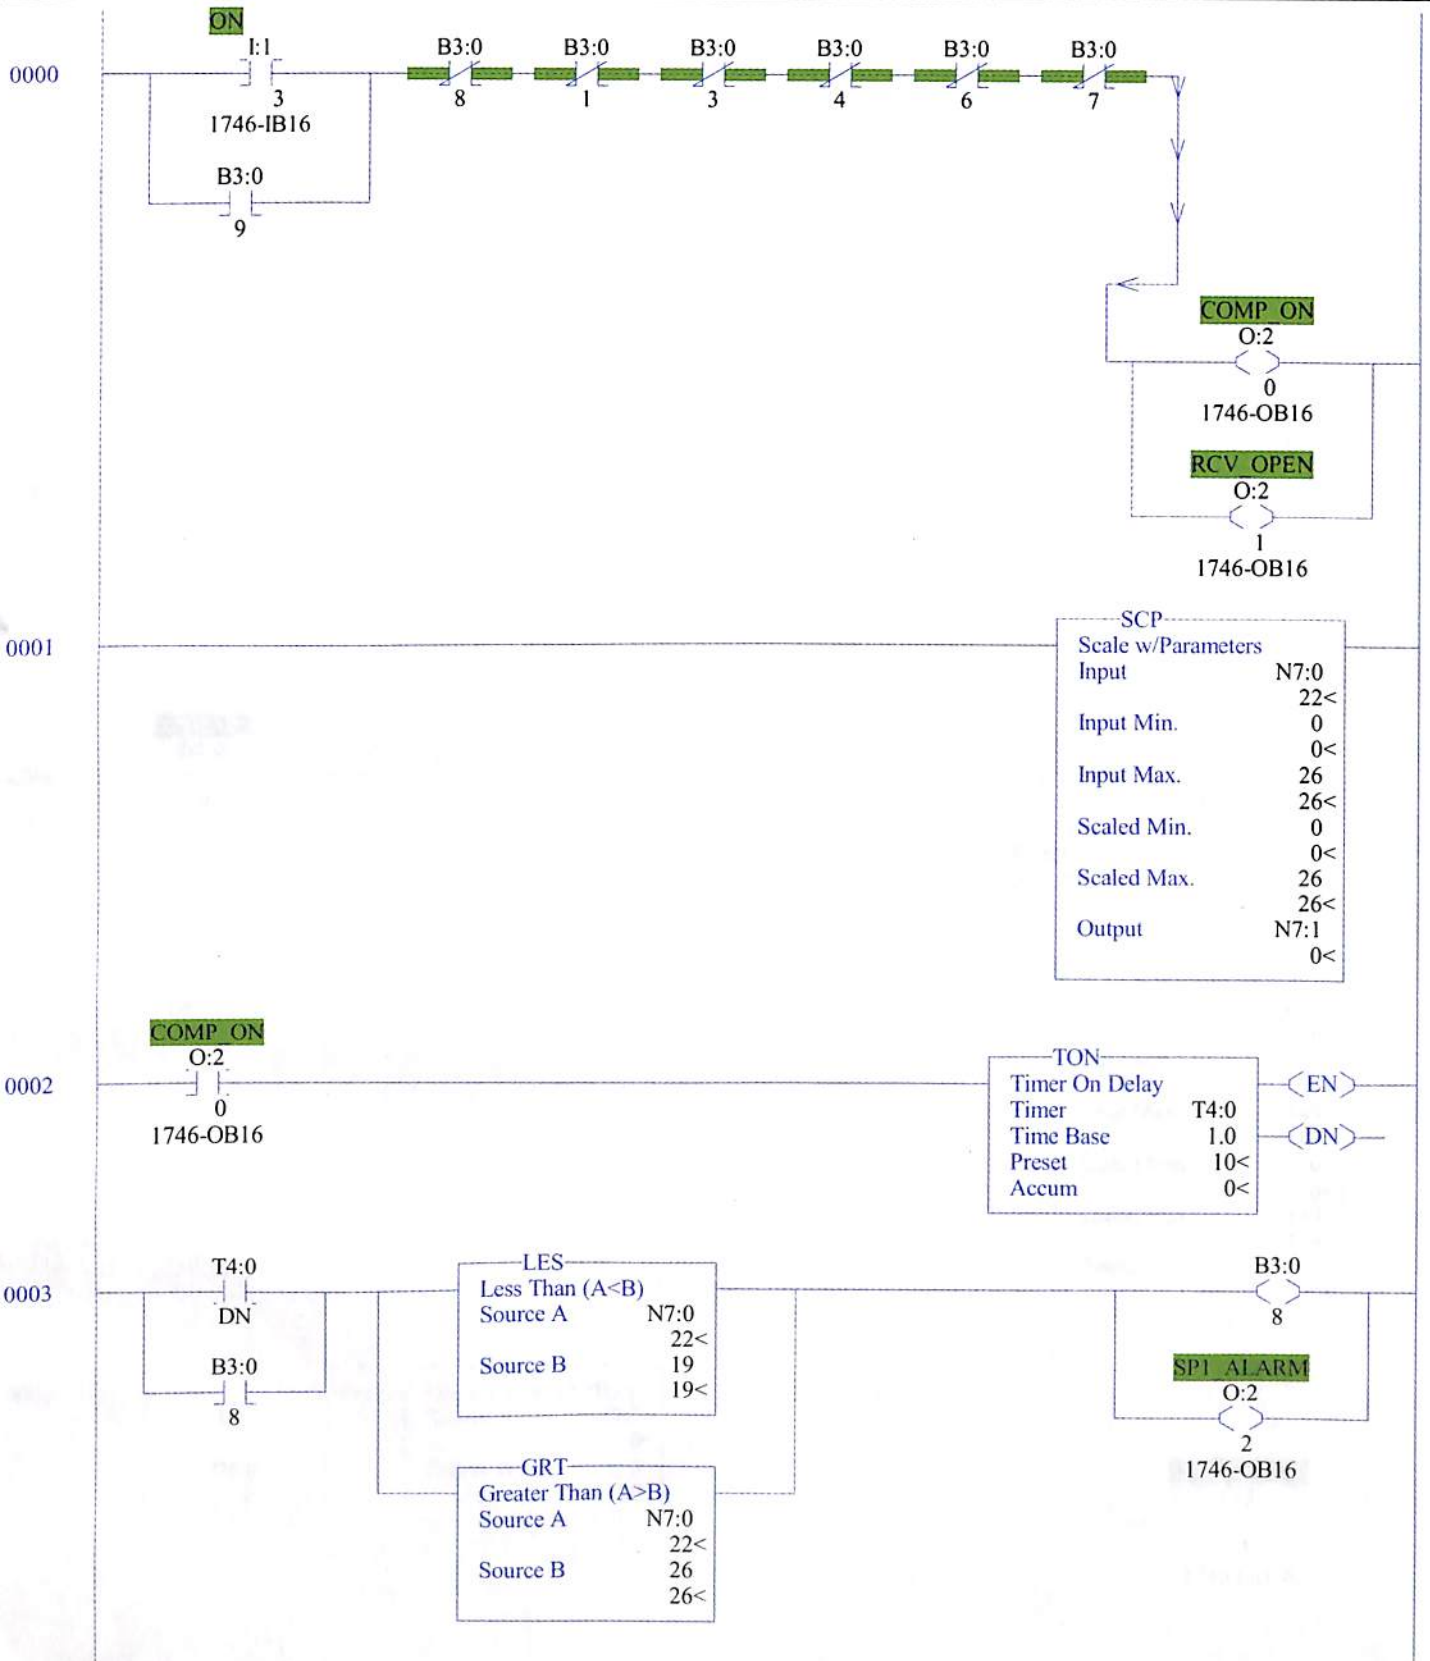 ON
I:1 B3:0 B3:0 B3:0 B3:0 B3:0 B3:0
0000
3 8 1 3 4 6 7
1746-IB16
B3:0
9
COMP_ON
O:2
0
1746-OB16
RCV_OPEN
O:2
1
1746-OB16
SCP
0001
Scale w/Parameters
Input N7:0
22<
Input Min. 0
0<
Input Max. 26
26<
Scaled Min. 0
0<
Scaled Max. 26
26<
Output N7:1
0<
COMP_ON
O:2
0002
0
1746-OB16
TON
Timer On Delay EN
Timer T4:0
Time Base 1.0 DN
Preset 10<
Accum 0<
T4:0
0003
DN
B3:0
8
LES
Less Than (A<B)
Source A N7:0
22<
Source B 19
19<
GRT
Greater Than (A>B)
Source A N7:0
22<
Source B 26
26<
B3:0
8
SP1_ALARM
O:2
2
1746-OB16